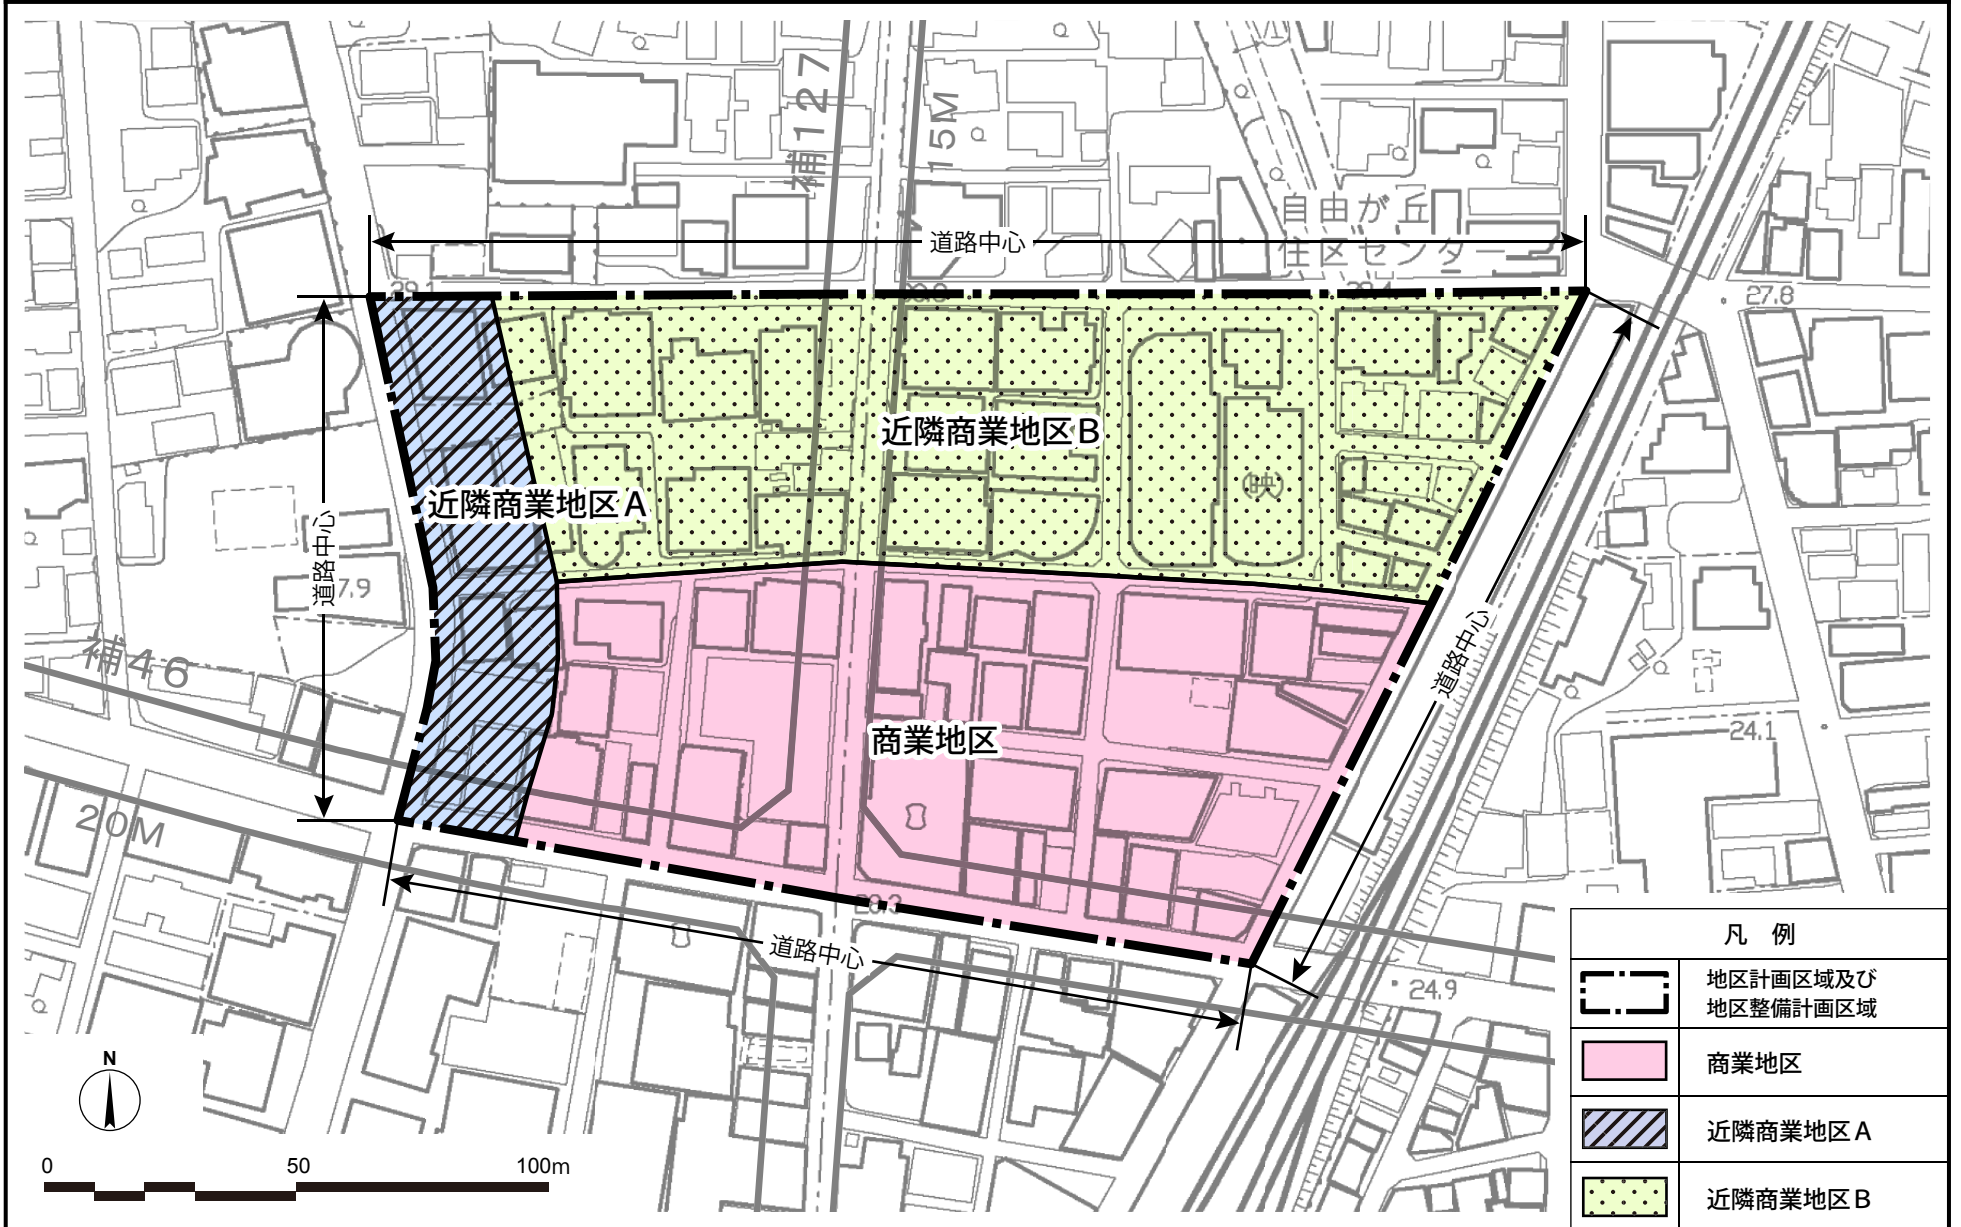 補127
15M
自由が丘
住区センター
道路中心
29.1
28.4
27.8
近隣商業地区B
(映)
近隣商業地区A
道路中心
7.9
道路中心
補46
商業地区
24.1
20M
28.3
道路中心
24.9
凡 例
地区計画区域及び
地区整備計画区域
商業地区
近隣商業地区A
近隣商業地区B
N
0 50 100m